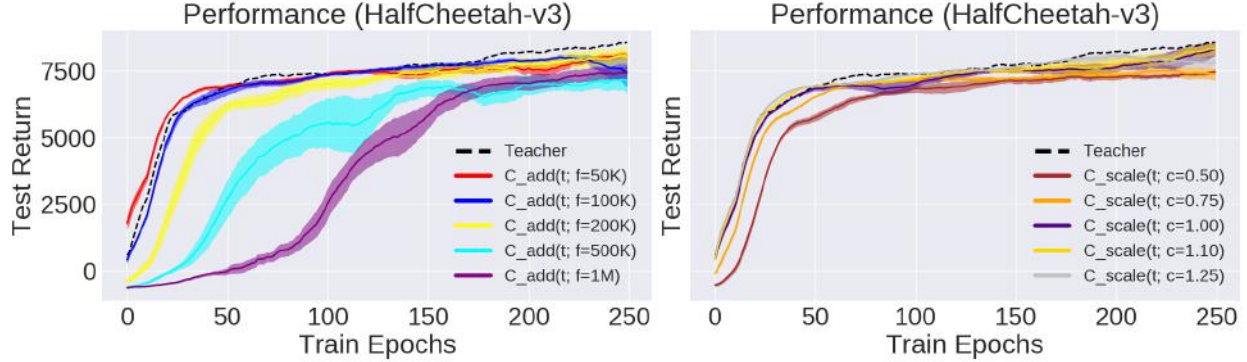 Performance (HalfCheetah-v3)
Test Return
7500
5000
2500
0
Teacher
C_add(t; f=50K)
C_add(t; f=100K)
C_add(t; f=200K)
C_add(t; f=500K)
C_add(t; f=1M)
0 50 100 150 200 250
Train Epochs
Performance (HalfCheetah-v3)
Test Return
Teacher
C_scale(t; c=0.50)
C_scale(t; c=0.75)
C_scale(t; c=1.00)
C_scale(t; c=1.10)
C_scale(t; c=1.25)
0 50 100 150 200 250
Train Epochs